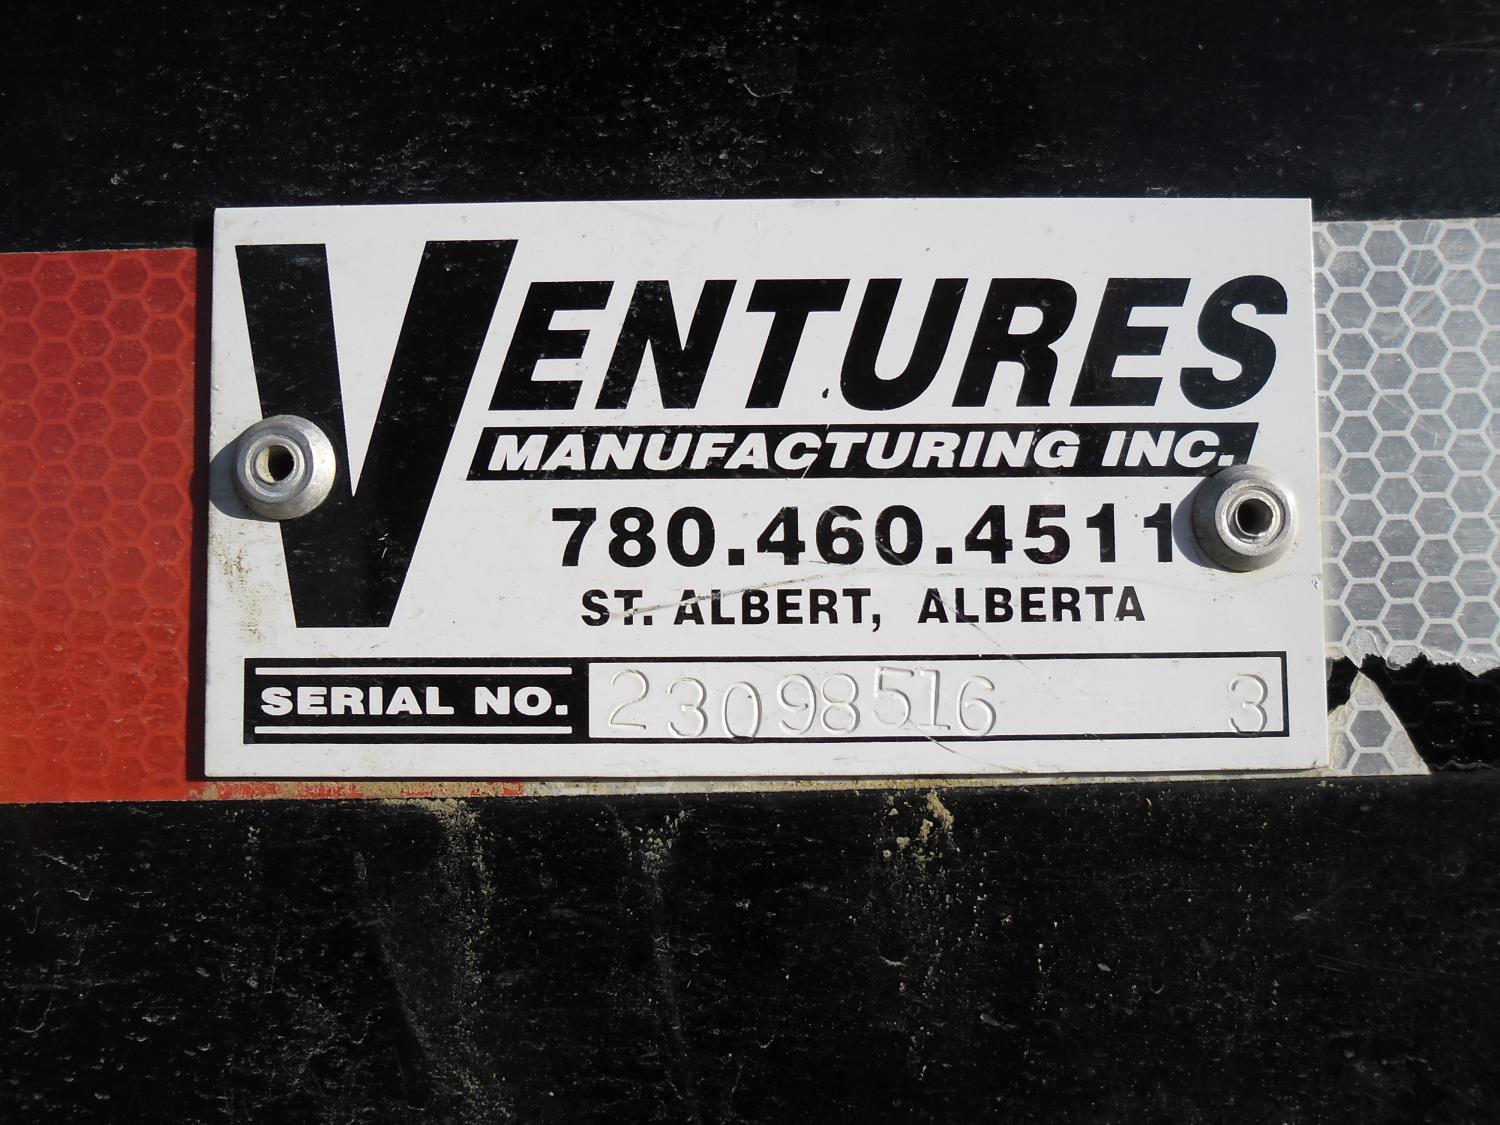 VENTURES
MANUFACTURING INC.
780.460.4511
ST. ALBERT, ALBERTA
SERIAL NO. 23098516 3